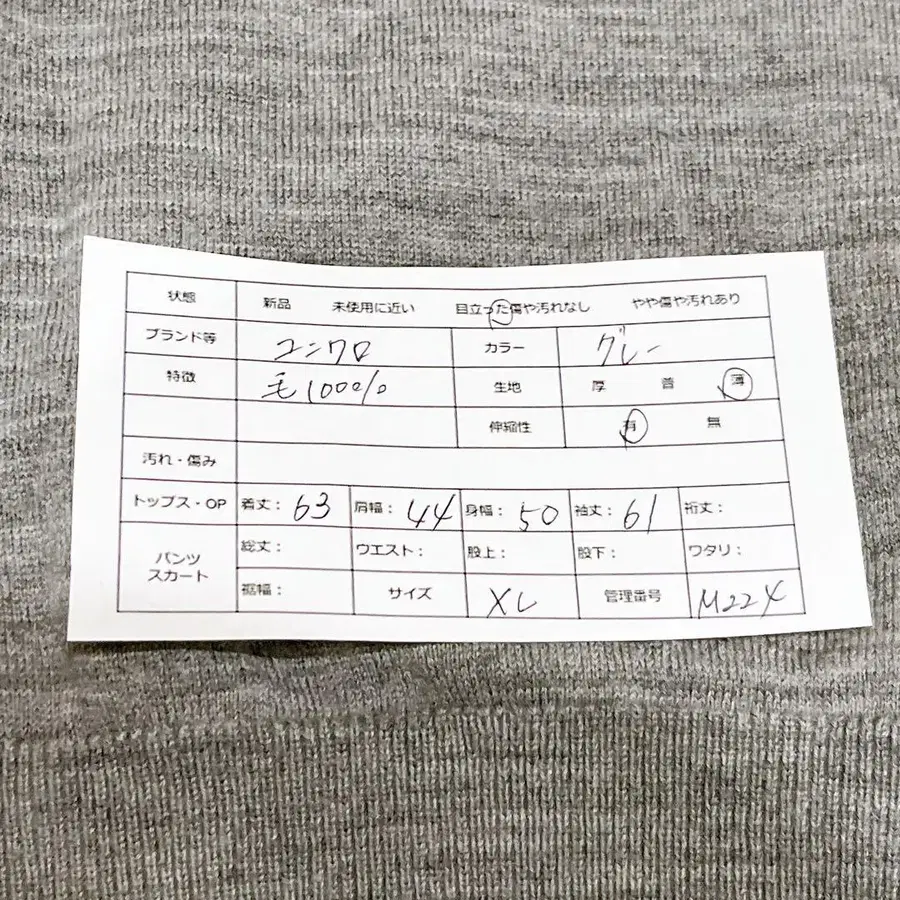 状態 新品 未使用に近い 目立った傷や汚れなし やや傷や汚れあり
ブランド等 ユニクロ カラー グレー
特徴 毛100% 生地 厚 普 薄
伸縮性 有 無
汚れ・傷み
トップス・OP 着丈: 63 肩幅: 44 身幅: 50 袖丈: 61 裄丈:
パンツ スカート 総丈: ウエスト: 股上: 股下: ワタリ:
裾幅: サイズ XL 管理番号 M224